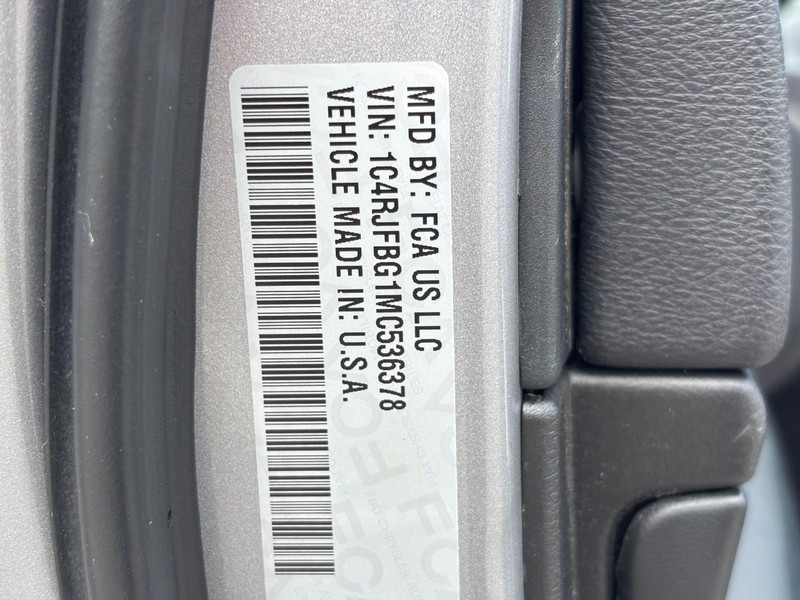 MFD BY: FCA US LLC
VIN: 1C4RJFBG1MC536378
VEHICLE MADE IN: U.S.A.